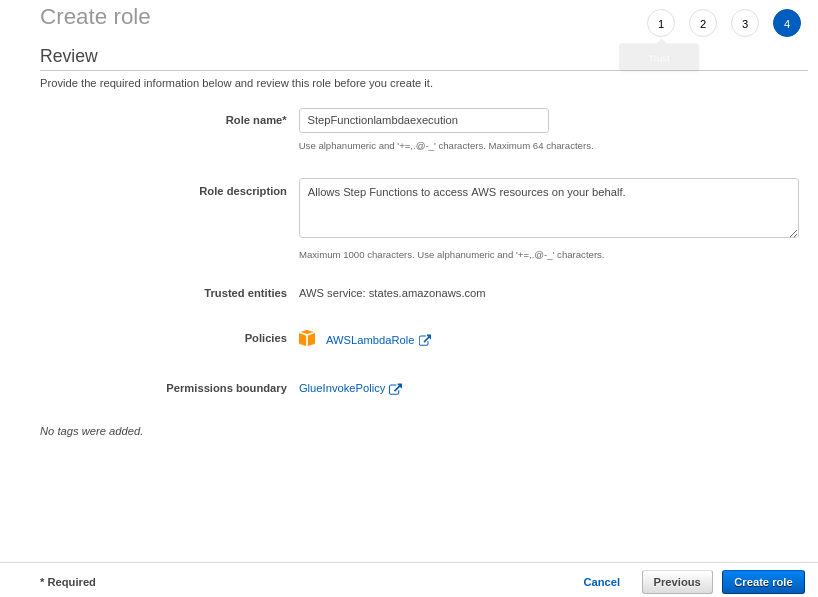 Create role
1 2 3 4
Review
Provide the required information below and review this role before you create it.
Role name* StepFunctionlambdaexecution
Use alphanumeric and '+=,.@-_' characters. Maximum 64 characters.
Role description Allows Step Functions to access AWS resources on your behalf.
Maximum 1000 characters. Use alphanumeric and '+=,.@-_' characters.
Trusted entities AWS service: states.amazonaws.com
Policies AWSLambdaRole
Permissions boundary GlueInvokePolicy
No tags were added.
* Required Cancel Previous Create role